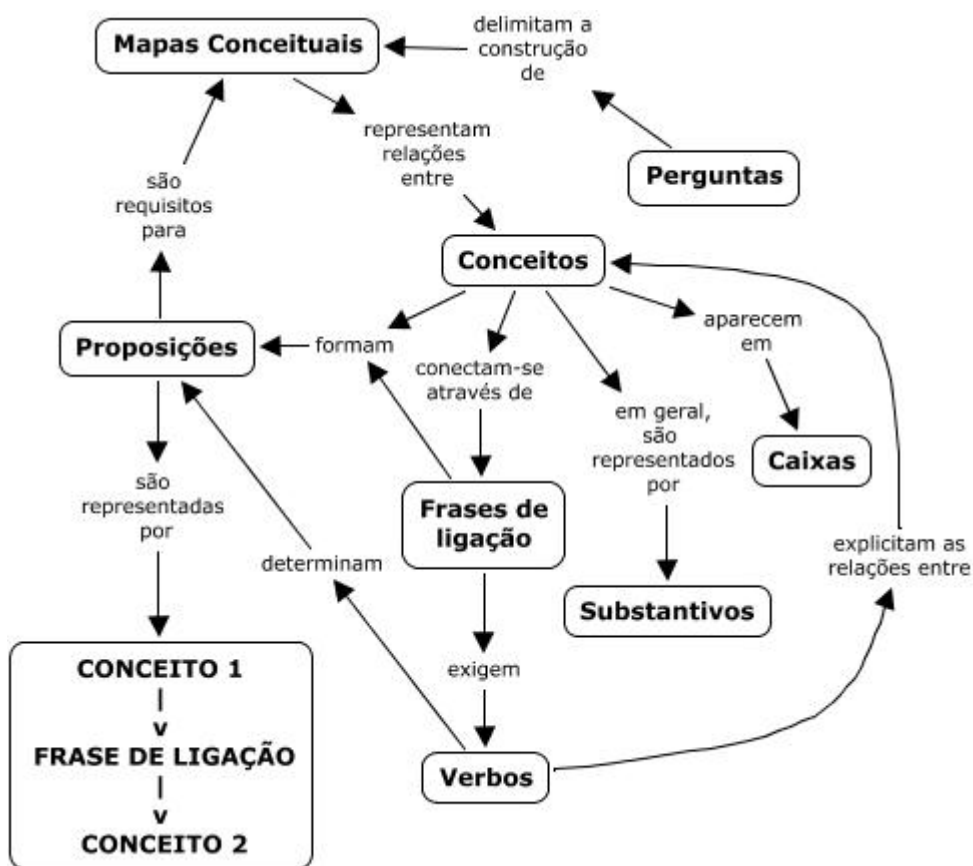 Mapas Conceituais
delimitam a
construção
de
Perguntas
representam
relações
entre
são
requisitos
para
Conceitos
Proposições
formam
conectam-se
através de
aparecem
em
em geral,
são
representados
por
Caixas
são
representadas
por
Frases de
ligação
determinam
explicitam as
relações entre
Substantivos
exigem
CONCEITO 1
|
v
FRASE DE LIGAÇÃO
|
v
CONCEITO 2
Verbos